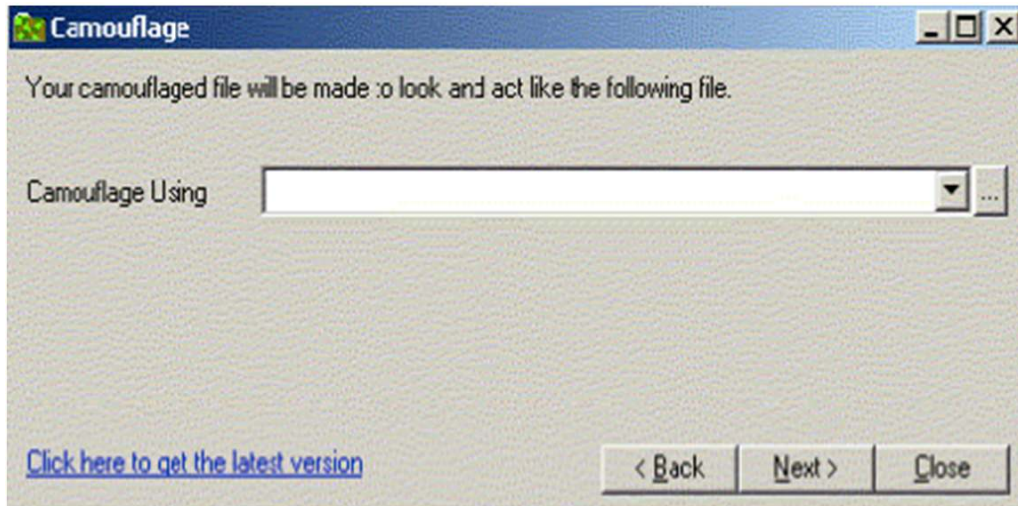 Camouflage
Your camouflaged file will be made to look and act like the following file.
Camouflage Using
...
Click here to get the latest version
< Back
Next >
Close